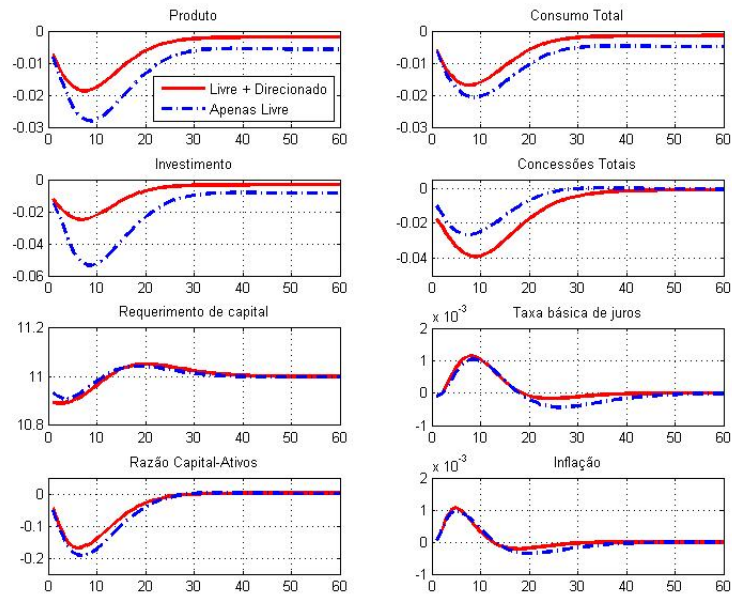 Produto
0
-0.01
-0.02
-0.03
0 10 20 30 40 50 60
Livre + Direcionado
Apenas Livre
Consumo Total
0
-0.01
-0.02
-0.03
0 10 20 30 40 50 60
Investimento
0
-0.02
-0.04
-0.06
0 10 20 30 40 50 60
Concessões Totais
0
-0.02
-0.04
0 10 20 30 40 50 60
Requerimento de capital
11.2
11
10.8
0 10 20 30 40 50 60
Taxa básica de juros
x 10⁻³
2
1
0
-1
0 10 20 30 40 50 60
Razão Capital-Ativos
0
-0.1
-0.2
0 10 20 30 40 50 60
Inflação
x 10⁻³
2
1
0
-1
0 10 20 30 40 50 60